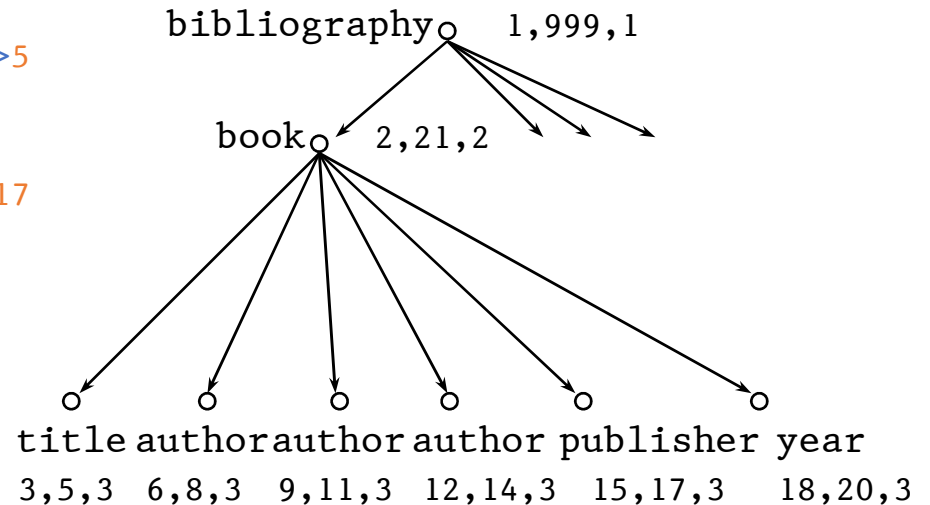 bibliography 1,999,1
>5
book 2,21,2
17
title author author author publisher year
3,5,3 6,8,3 9,11,3 12,14,3 15,17,3 18,20,3